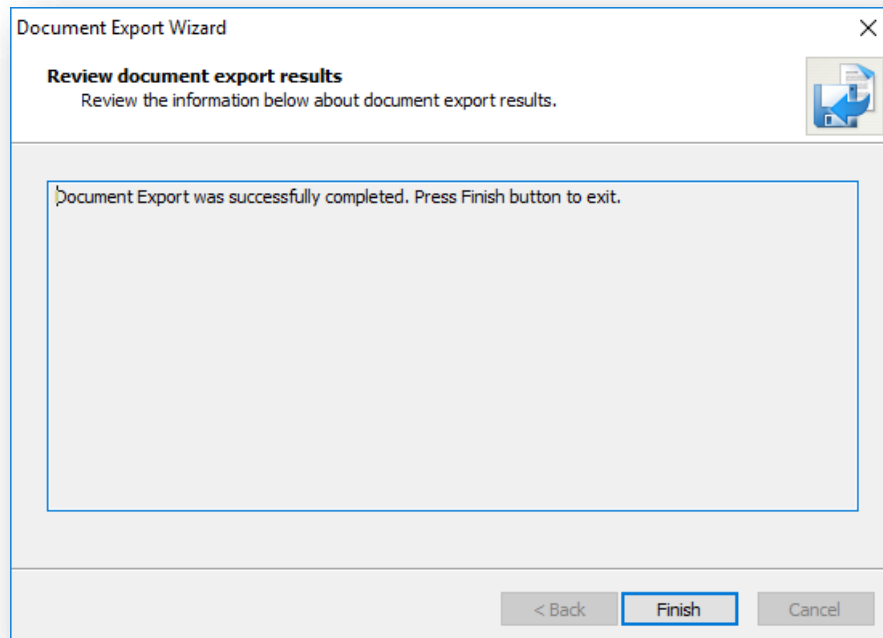 Document Export Wizard
Review document export results
Review the information below about document export results.
Document Export was successfully completed. Press Finish button to exit.
< Back
Finish
Cancel